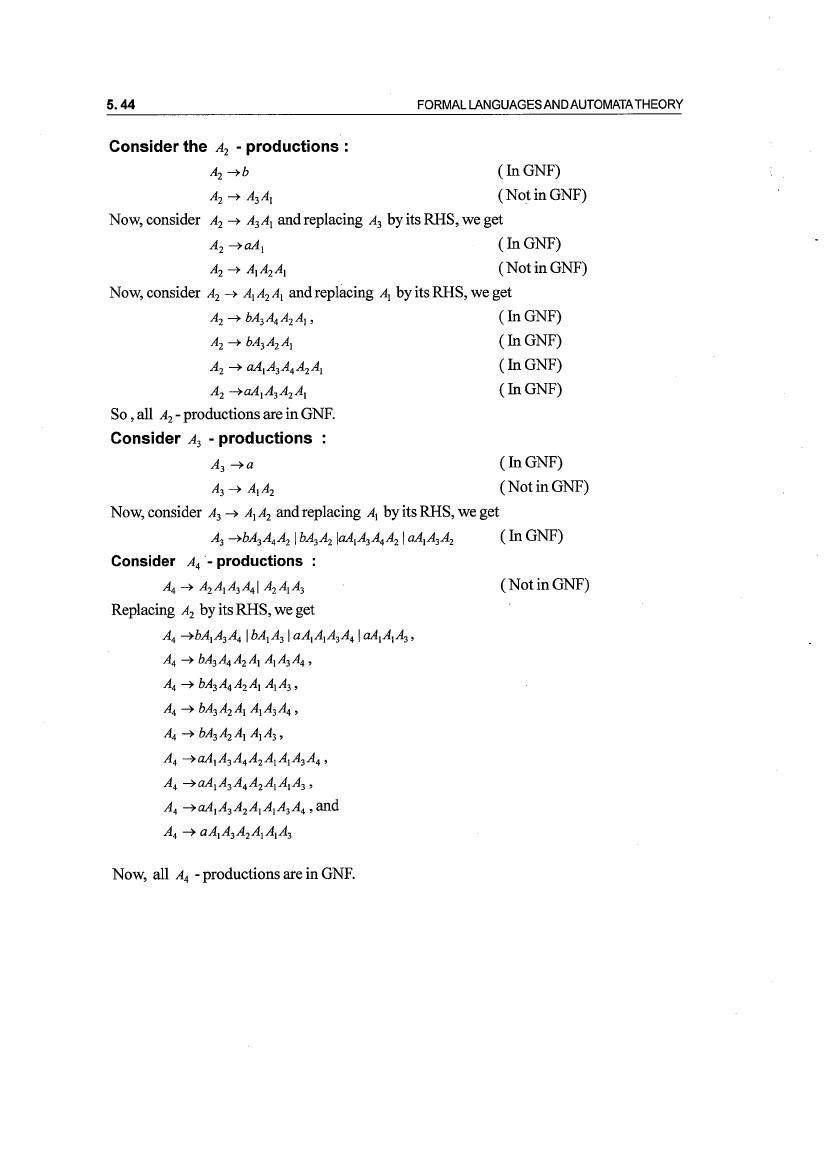 5.44 FORMAL LANGUAGES AND AUTOMATA THEORY
Consider the A₂ - productions :
A₂ → b ( In GNF)
A₂ → A₃A₁ ( Not in GNF)
Now, consider A₂ → A₃A₁ and replacing A₃ by its RHS, we get
A₂ → aA₁ ( In GNF)
A₂ → A₁A₂A₁ ( Not in GNF)
Now, consider A₂ → A₁A₂A₁ and replacing A₁ by its RHS, we get
A₂ → bA₃A₄A₂A₁ , ( In GNF)
A₂ → bA₃A₂A₁ ( In GNF)
A₂ → aA₁A₃A₄A₂A₁ ( In GNF)
A₂ → aA₁A₃A₂A₁ ( In GNF)
So , all A₂ - productions are in GNF.
Consider A₃ - productions :
A₃ → a ( In GNF)
A₃ → A₁A₂ ( Not in GNF)
Now, consider A₃ → A₁A₂ and replacing A₁ by its RHS, we get
A₃ → bA₃A₄A₂ | bA₃A₂ | aA₁A₃A₄A₂ | aA₁A₃A₂ ( In GNF)
Consider A₄ - productions :
A₄ → A₂A₁A₃A₄ | A₂A₁A₃ ( Not in GNF)
Replacing A₂ by its RHS, we get
A₄ → bA₁A₃A₄ | bA₁A₃ | aA₁A₁A₃A₄ | aA₁A₁A₃ ,
A₄ → bA₃A₄A₂A₁ A₁A₃A₄ ,
A₄ → bA₃A₄A₂A₁ A₁A₃ ,
A₄ → bA₃A₂A₁ A₁A₃A₄ ,
A₄ → bA₃A₂A₁ A₁A₃ ,
A₄ → aA₁A₃A₄A₂A₁A₁A₃A₄ ,
A₄ → aA₁A₃A₄A₂A₁A₁A₃ ,
A₄ → aA₁A₃A₂A₁A₁A₃A₄ , and
A₄ → aA₁A₃A₂A₁A₁A₃
Now, all A₄ - productions are in GNF.